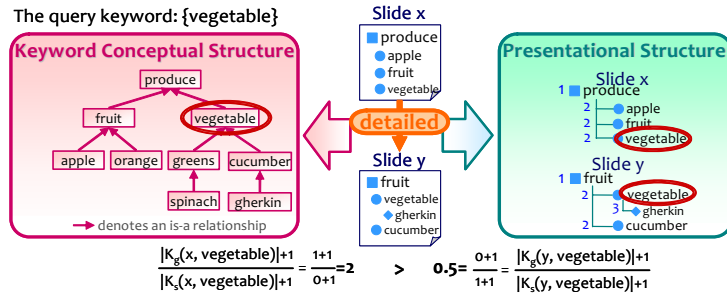 The query keyword: {vegetable}
Keyword Conceptual Structure
produce
fruit
vegetable
apple
orange
greens
cucumber
spinach
gherkin
denotes an is-a relationship
Slide x
produce
apple
fruit
vegetable
detailed
Slide y
fruit
vegetable
gherkin
cucumber
Presentational Structure
Slide x
1 produce
2 apple
2 fruit
2 vegetable
Slide y
1 fruit
2 vegetable
3 gherkin
2 cucumber
|Kg(x, vegetable)|+1 / |Ks(x, vegetable)|+1 = 1+1 / 0+1 =2 > 0.5= 0+1 / 1+1 = |Kg(y, vegetable)|+1 / |Ks(y, vegetable)|+1